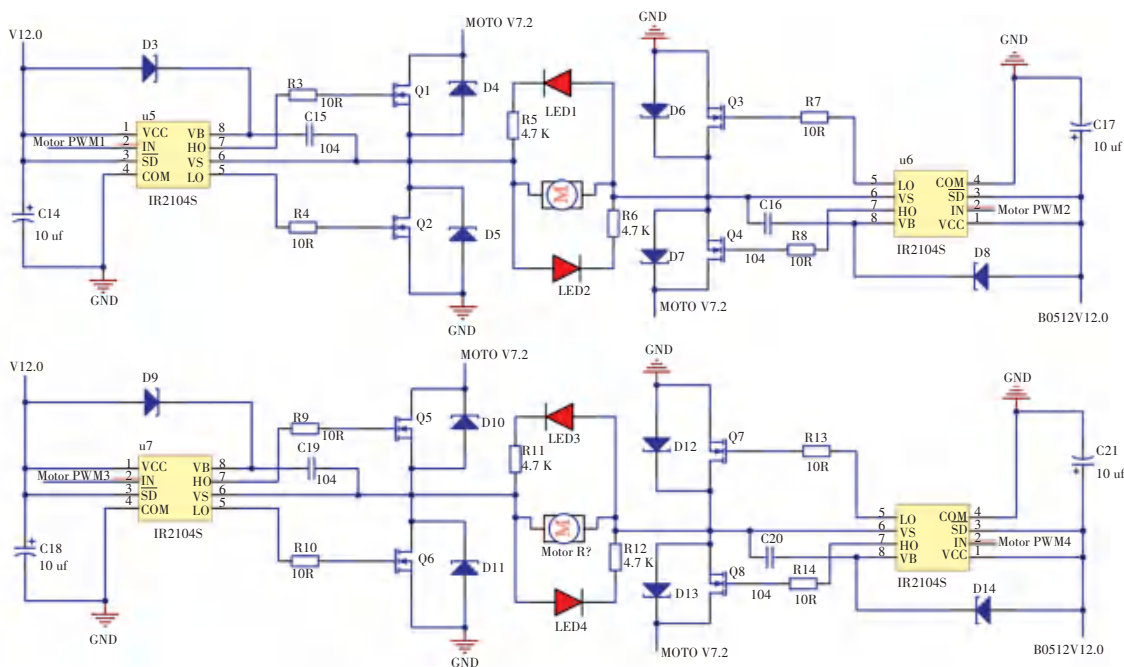 MOTO V7.2
GND
V12.0
GND
D3
R3
10R
Q1
D4
LED1
R5
4.7 K
D6
Q3
R7
10R
C17
10 uf
u5
C15
104
1 VCC VB 8
Motor PWM1 2 IN HO 7
3 SD VS 6
4 COM LO 5
IR2104S
u6
5 LO COM 4
6 VS SD 3
7 HO IN 2 Motor PWM2
8 VB VCC 1
IR2104S
M
C14
10 uf
R4
10R
Q2
D5
R6
4.7 K
LED2
D7
Q4
C16
104
R8
10R
D8
GND
GND
MOTO V7.2
B0512V12.0
MOTO V7.2
GND
V12.0
GND
D9
R9
10R
Q5
D10
LED3
R11
4.7 K
D12
Q7
R13
10R
C21
10 uf
u7
C19
104
1 VCC VB 8
Motor PWM3 2 IN HO 7
3 SD VS 6
4 COM LO 5
IR2104S
u8
5 LO COM 4
6 VS SD 3
7 HO IN 2 Motor PWM4
8 VB VCC 1
IR2104S
M
Motor R?
C18
10 uf
R10
10R
Q6
D11
R12
4.7 K
LED4
D13
Q8
C20
104
R14
10R
D14
GND
GND
MOTO V7.2
B0512V12.0